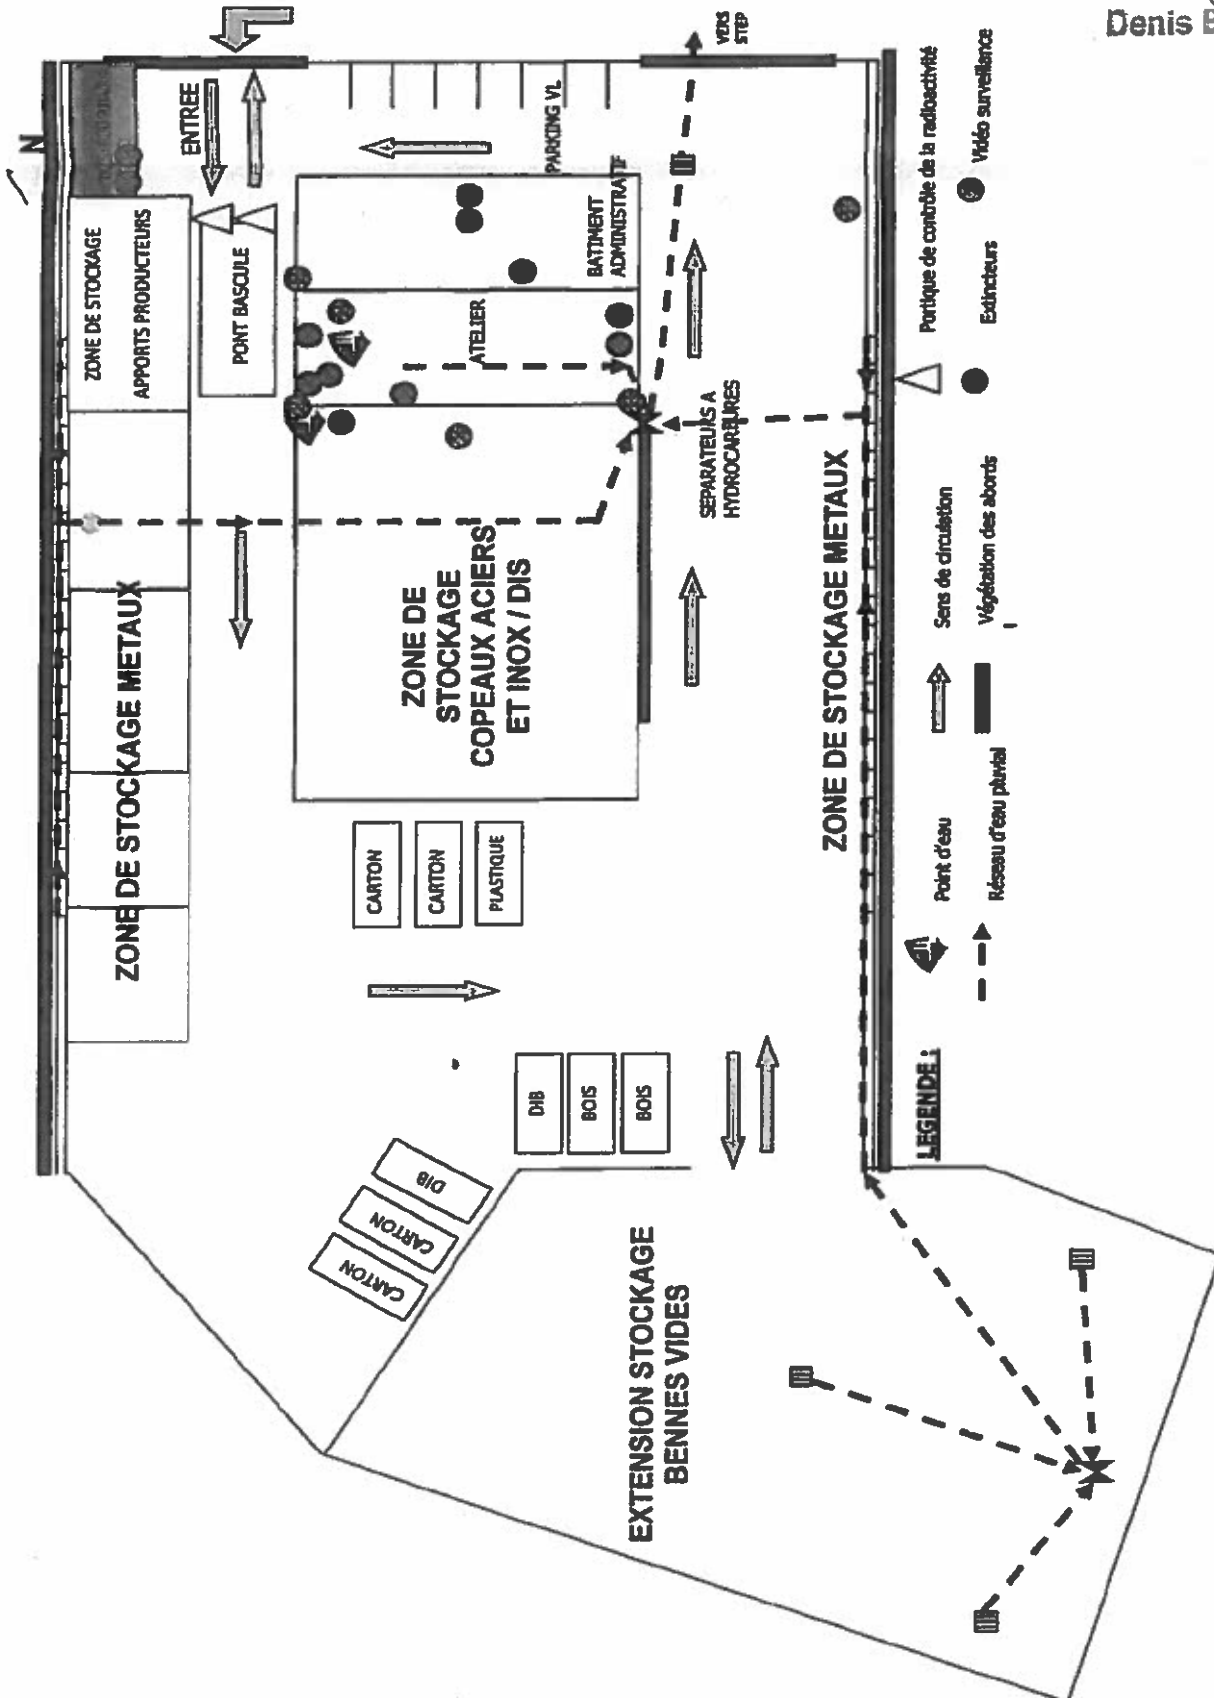 Denis
N
ENTREE
VERS
STEP
PARKING VL
ZONE DE STOCKAGE
APPORTS PRODUCTEURS
PONT BASCULE
BATIMENT
ADMINISTRATIF
ATELIER
SEPARATEURS A
HYDROCARBURES
ZONE DE STOCKAGE METAUX
ZONE DE
STOCKAGE
COPEAUX ACIERS
ET INOX / DIS
ZONE DE STOCKAGE METAUX
CARTON
CARTON
PLASTIQUE
DIB
BOIS
BOIS
DIB
CARTON
CARTON
EXTENSION STOCKAGE
BENNES VIDES
LEGENDE :
Point d'eau
Sens de circulation
Portique de contrôle de la radioactivité
Réseau d'eau pluvial
Végétation des abords
Extincteurs
Vidéo surveillance